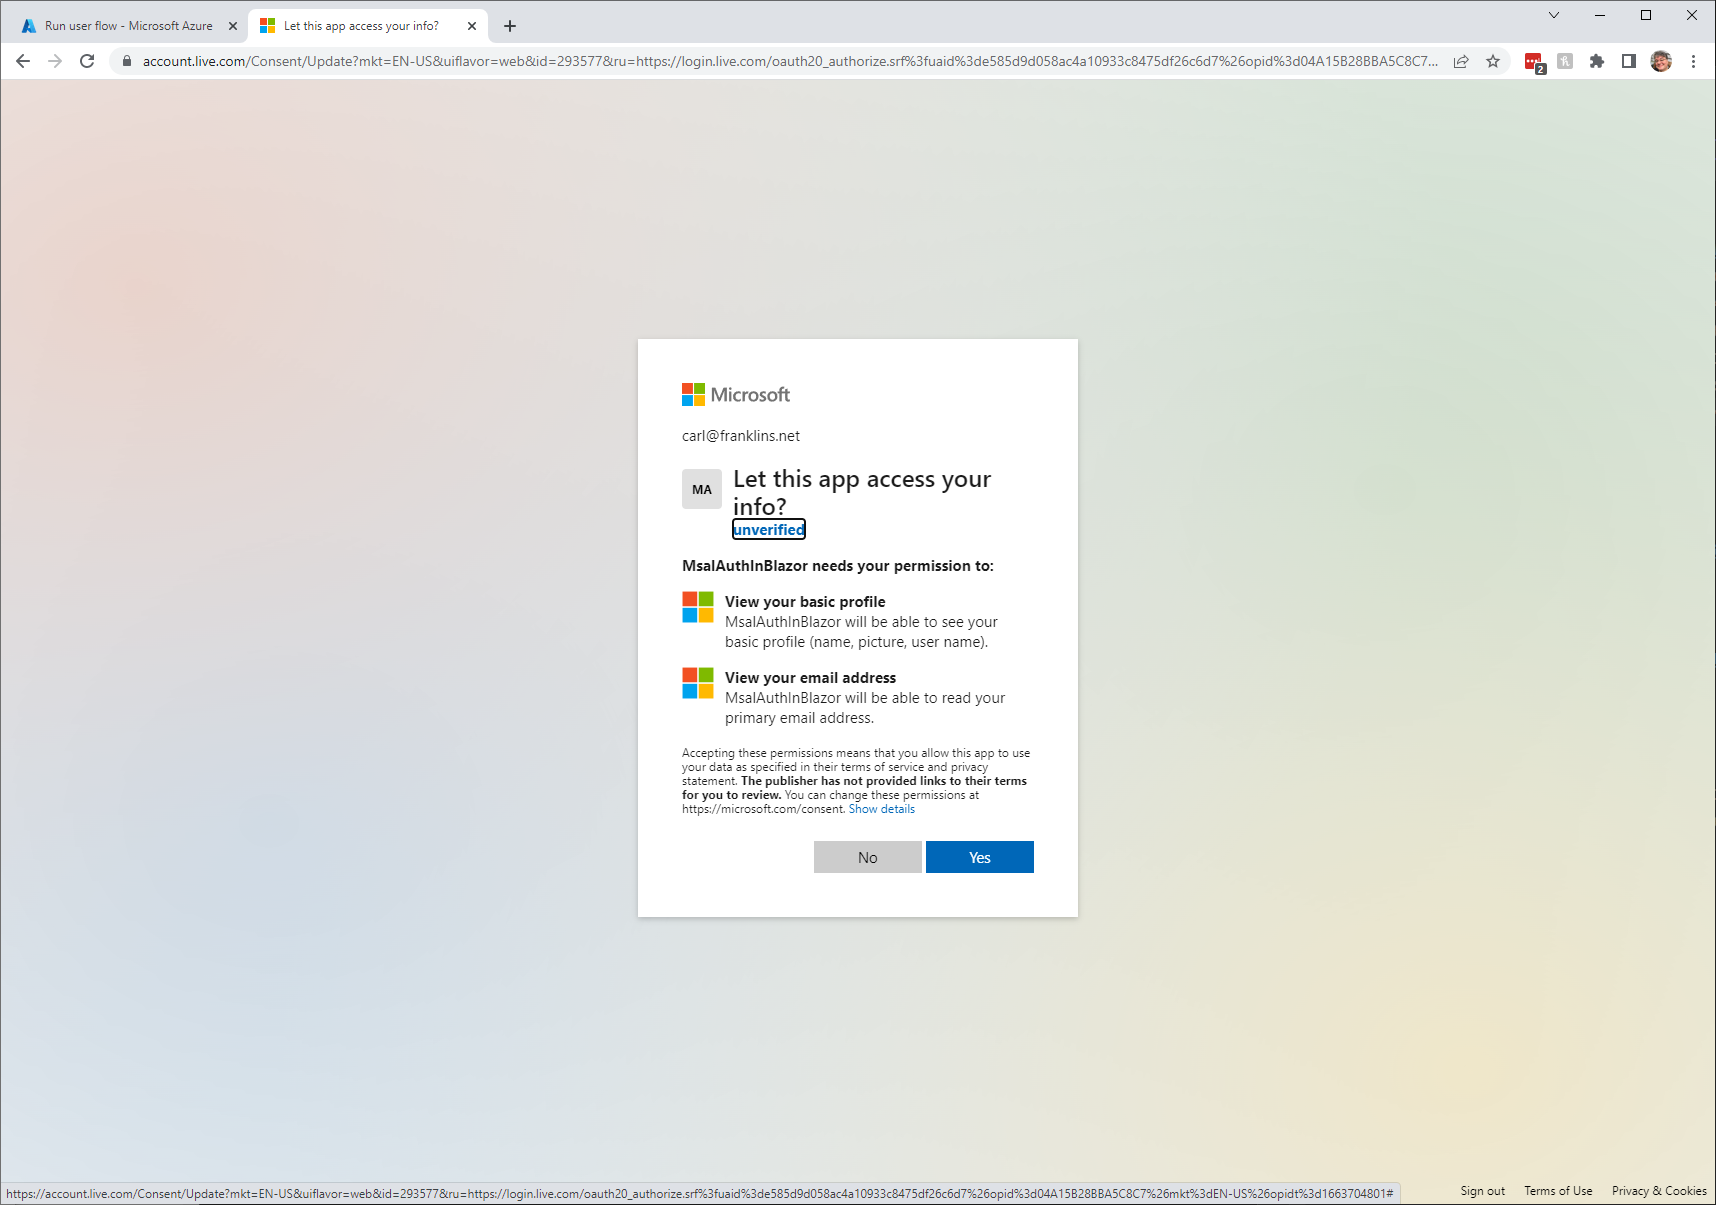 Run user flow - Microsoft Azure
Let this app access your info?
account.live.com/Consent/Update?mkt=EN-US&uiflavor=web&id=293577&ru=https://login.live.com/oauth20_authorize.srf%3fuaid%3de585d9d058ac4a10933c8475df26c6d7%26opid%3d04A15B28BBA5C8C7...
2
Microsoft
carl@franklins.net
MA
Let this app access your
info?
unverified
MsalAuthInBlazor needs your permission to:
View your basic profile
MsalAuthInBlazor will be able to see your
basic profile (name, picture, user name).
View your email address
MsalAuthInBlazor will be able to read your
primary email address.
Accepting these permissions means that you allow this app to use
your data as specified in their terms of service and privacy
statement. The publisher has not provided links to their terms
for you to review. You can change these permissions at
https://microsoft.com/consent. Show details
No
Yes
https://account.live.com/Consent/Update?mkt=EN-US&uiflavor=web&id=293577&ru=https://login.live.com/oauth20_authorize.srf%3fuaid%3de585d9d058ac4a10933c8475df26c6d7%26opid%3d04A15B28BBA5C8C7%26mkt%3dEN-US%26opidt%3d1663704801#
Sign out
Terms of Use
Privacy & Cookies